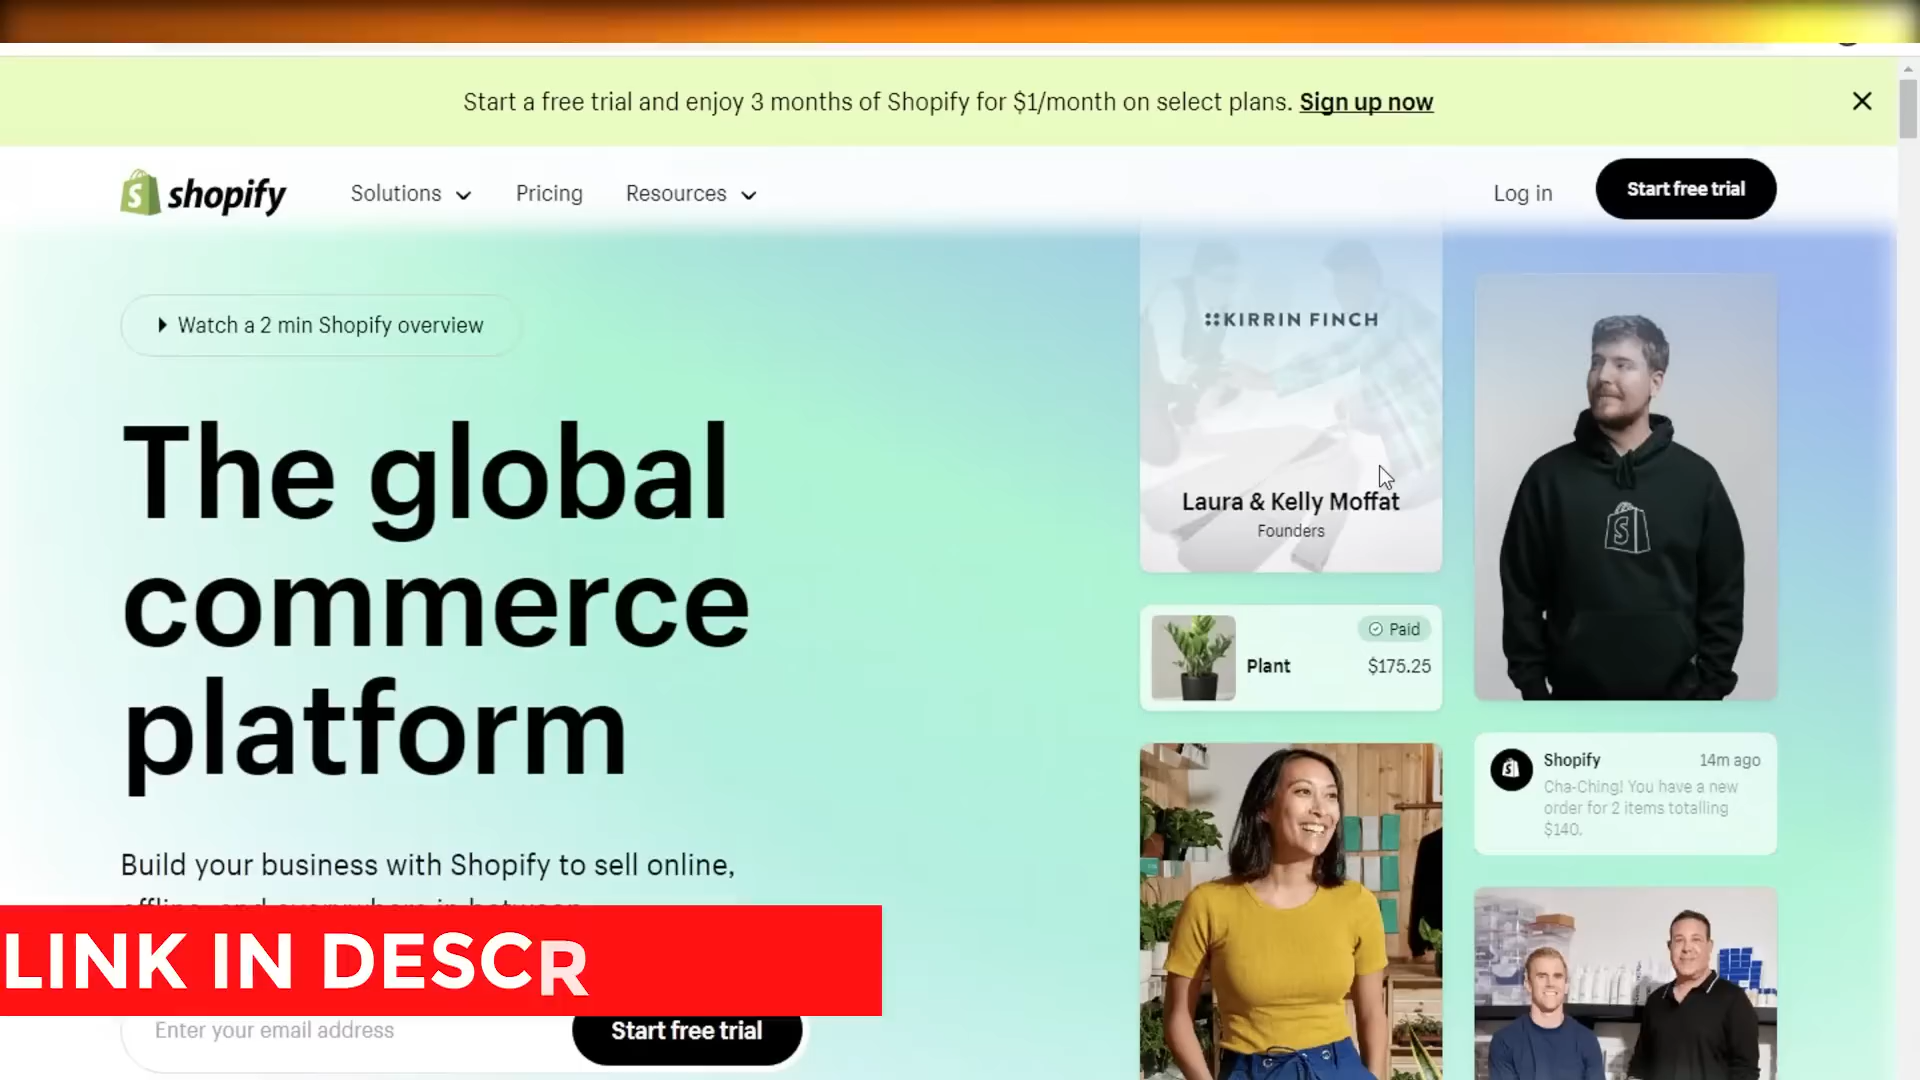 Start a free trial and enjoy 3 months of Shopify for $1/month on select plans. Sign up now
shopify
Solutions
Pricing
Resources
Log in
Start free trial
Watch a 2 min Shopify overview
The global
commerce
platform
Build your business with Shopify to sell online,
LINK IN DESCR
Enter your email address
Start free trial
KIRRIN FINCH
Laura & Kelly Moffat
Founders
Paid
Plant
$175.25
Shopify
14m ago
Cha-Ching! You have a new
order for 2 items totalling
$140.